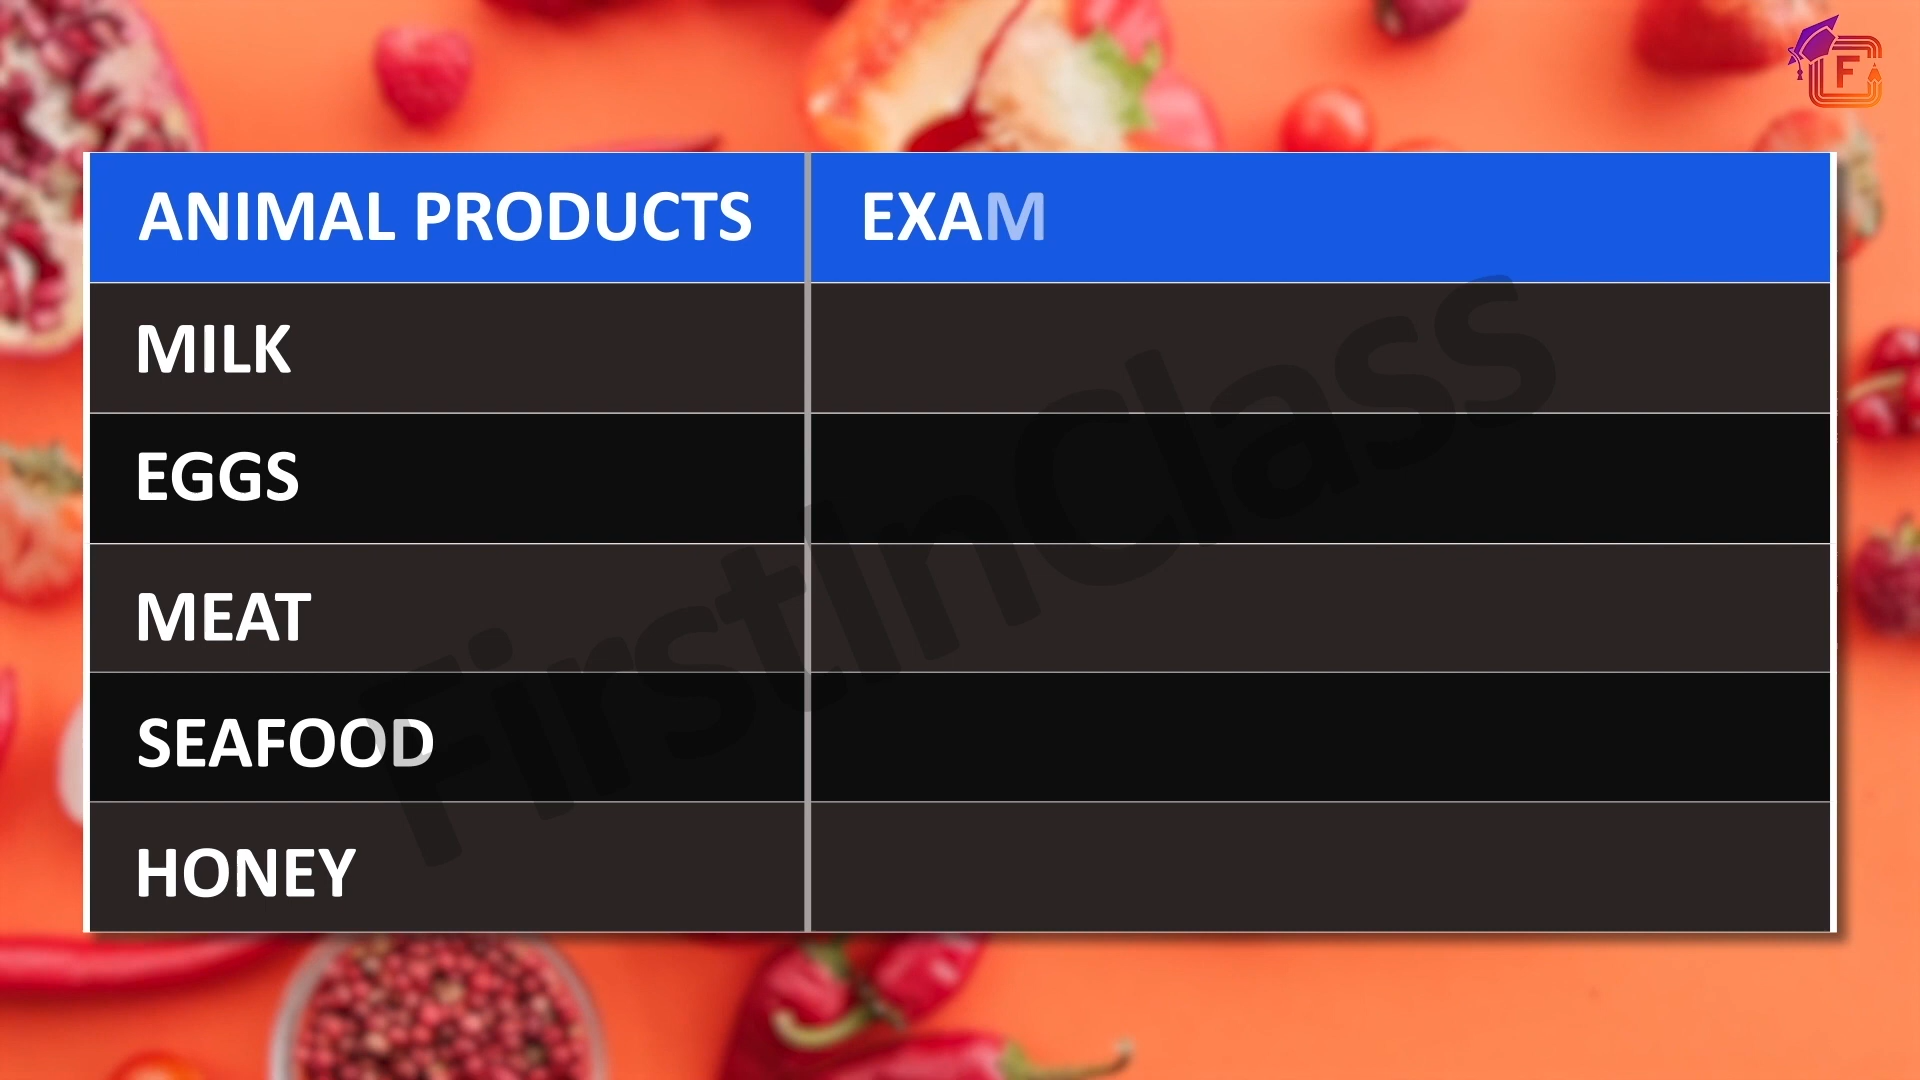 F
ANIMAL PRODUCTS EXAM
MILK
EGGS
MEAT
SEAFOOD
HONEY
FirstInClass